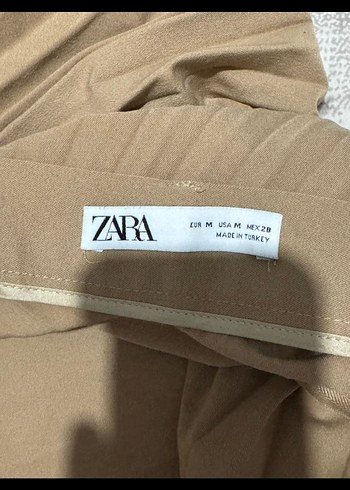 ZARA
EUR M USA M MEX 28
MADE IN TURKEY